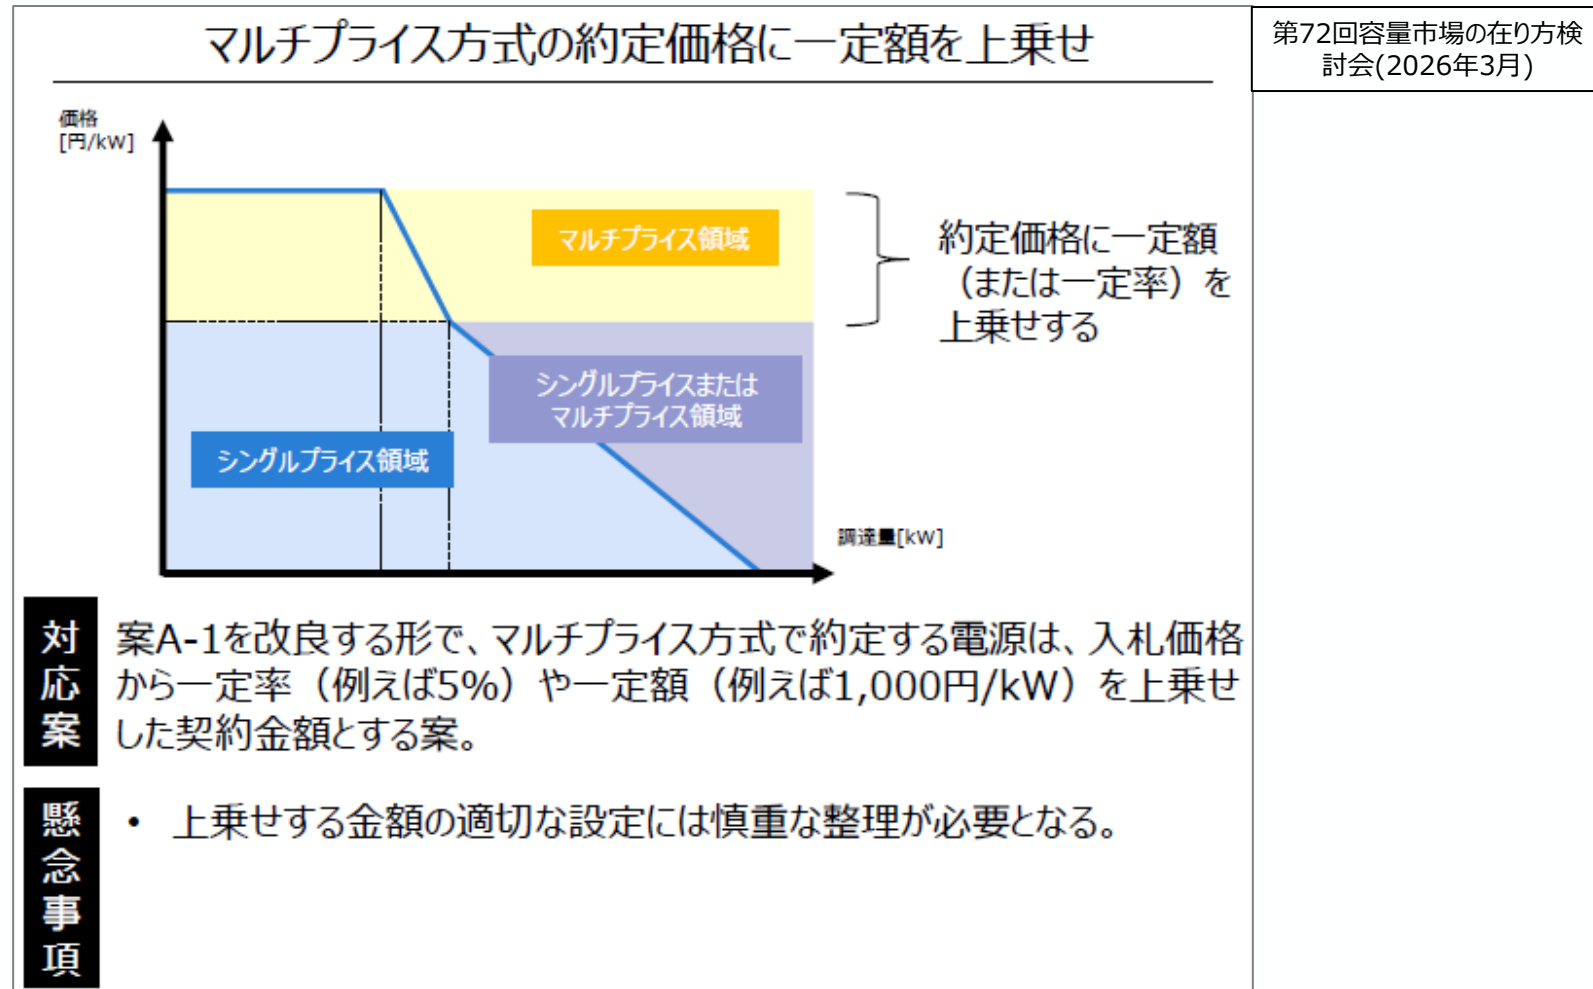 マルチプライス方式の約定価格に一定額を上乗せ
第72回容量市場の在り方検
討会(2026年3月)
価格
[円/kW]
マルチプライス領域
約定価格に一定額
（または一定率）を
上乗せする
シングルプライスまたは
マルチプライス領域
シングルプライス領域
調達量[kW]
対応案
案A-1を改良する形で、マルチプライス方式で約定する電源は、入札価格
から一定率（例えば5%）や一定額（例えば1,000円/kW）を上乗せ
した契約金額とする案。
懸念事項
• 上乗せする金額の適切な設定には慎重な整理が必要となる。